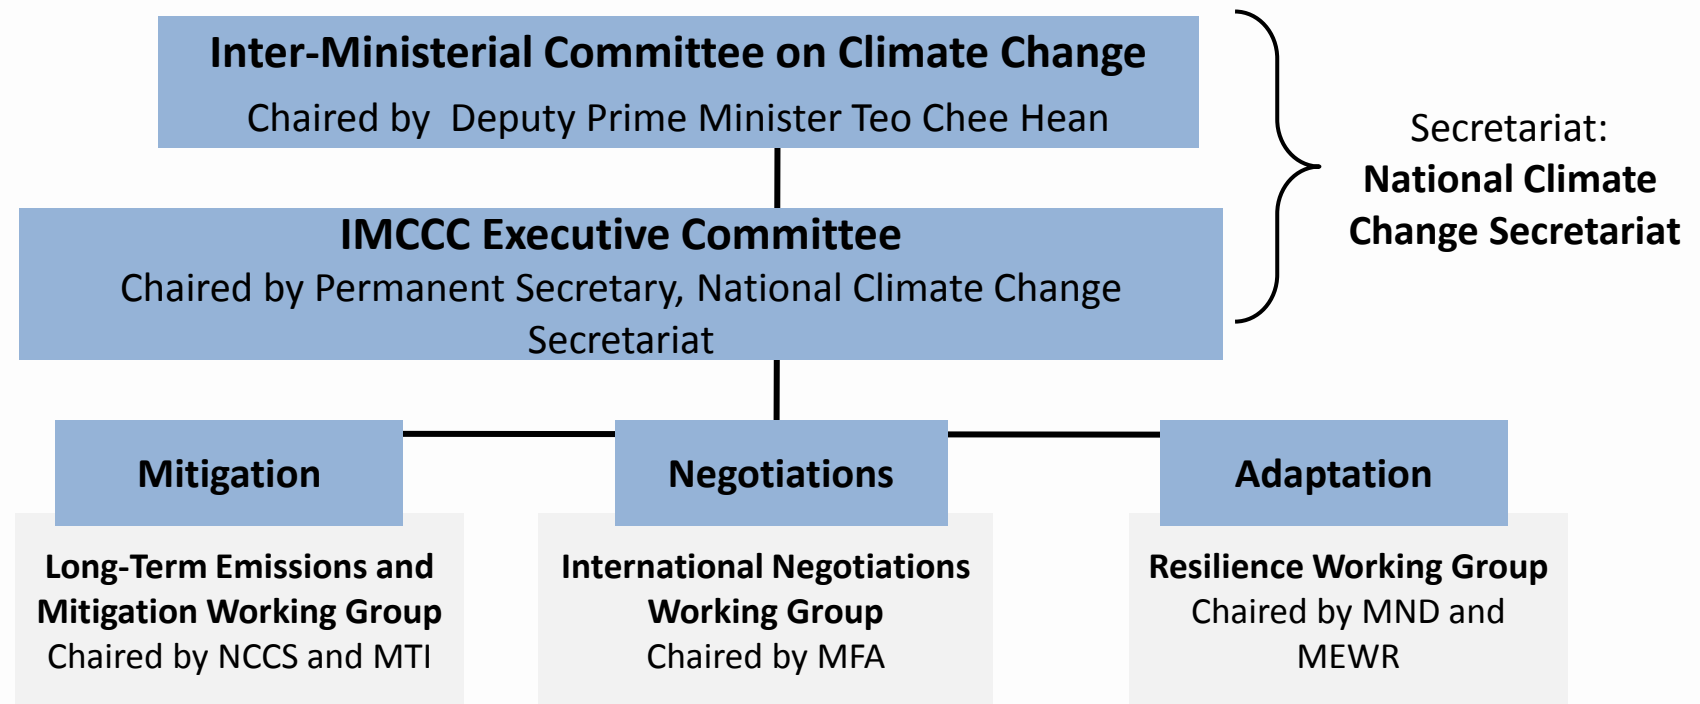 Inter-Ministerial Committee on Climate Change
Chaired by  Deputy Prime Minister Teo Chee Hean
Secretariat:
National Climate
Change Secretariat
IMCCC Executive Committee
Chaired by Permanent Secretary, National Climate Change
Secretariat
Mitigation
Long-Term Emissions and
Mitigation Working Group
Chaired by NCCS and MTI
Negotiations
International Negotiations
Working Group
Chaired by MFA
Adaptation
Resilience Working Group
Chaired by MND and
MEWR